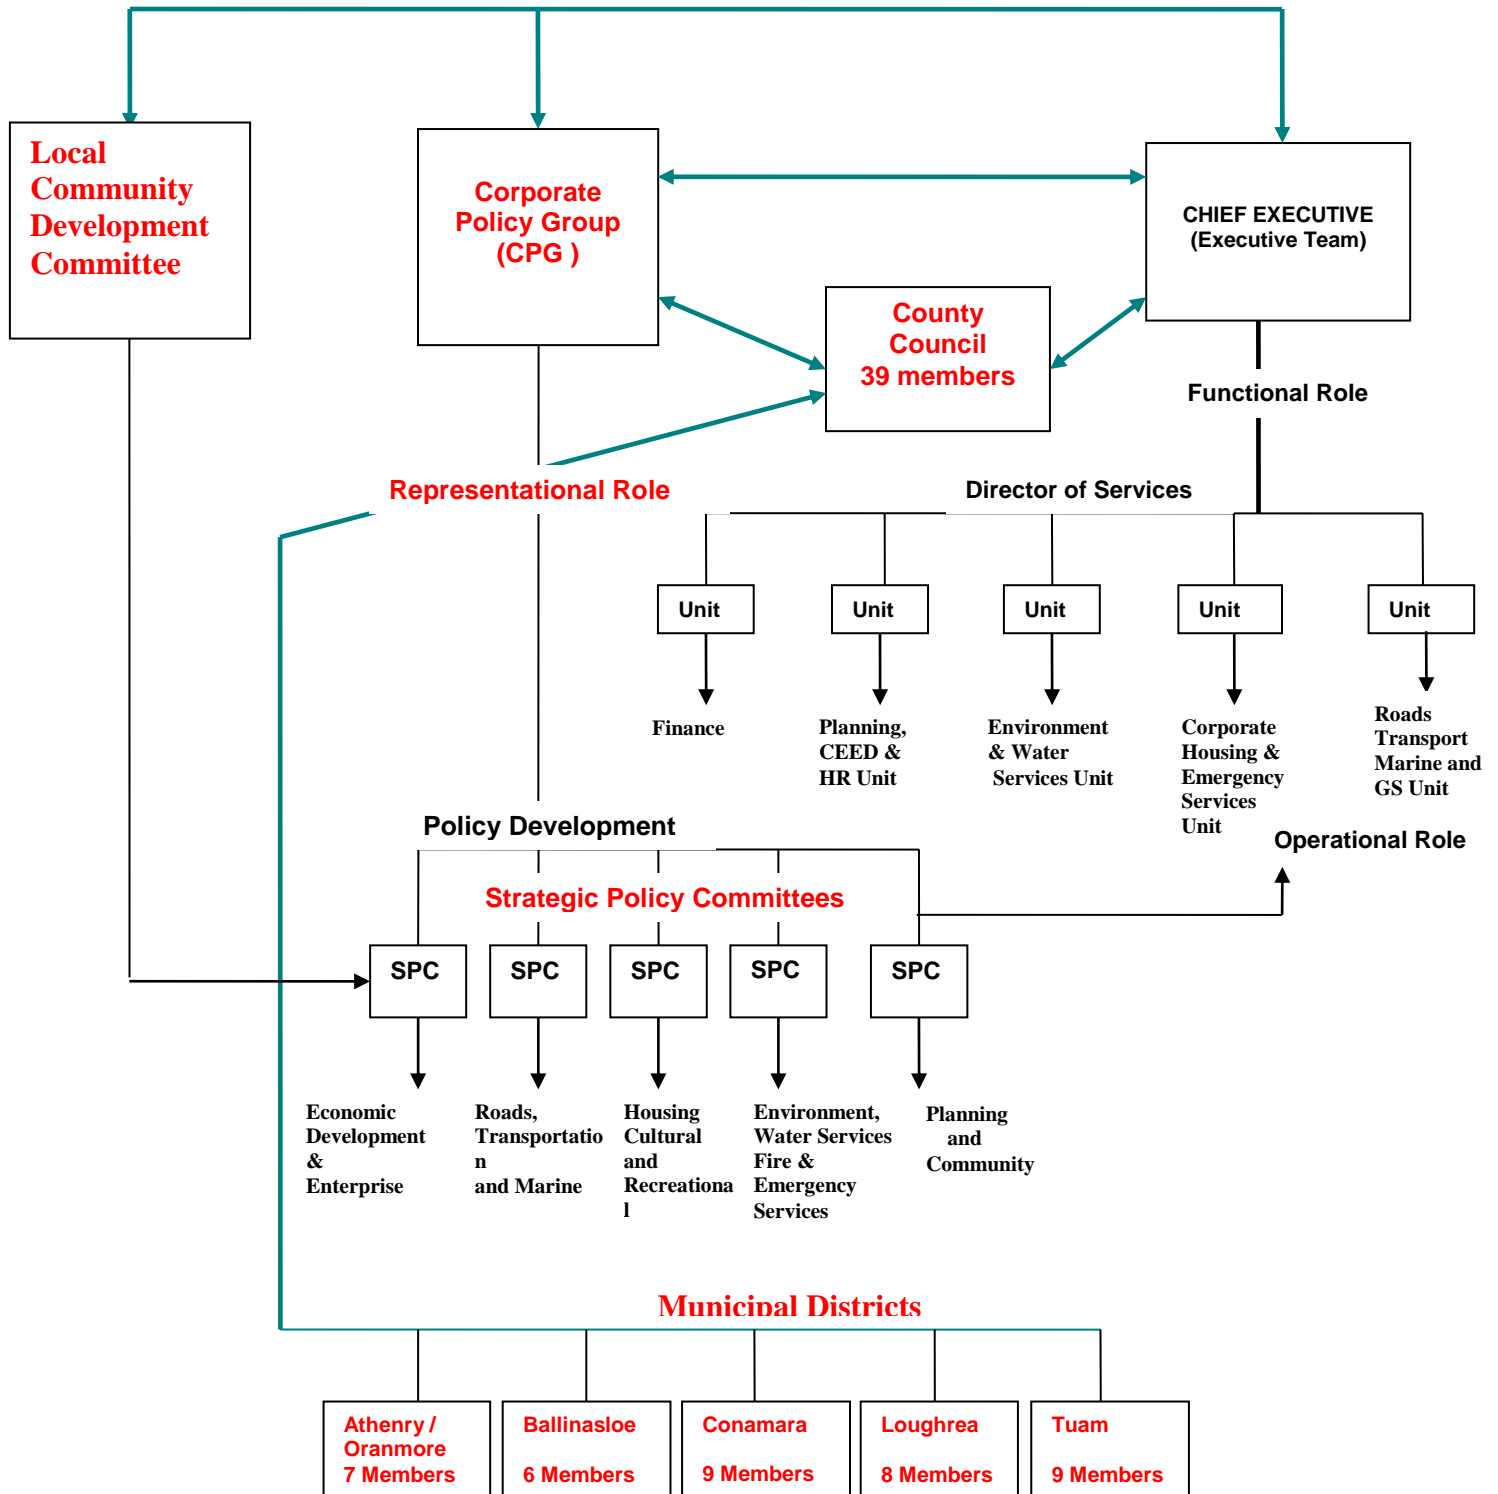 Local
Community
Development
Committee
Corporate
Policy Group
(CPG )
CHIEF EXECUTIVE
(Executive Team)
County
Council
39 members
Functional Role
Representational Role
Director of Services
Unit
Unit
Unit
Unit
Unit
Finance
Planning,
CEED &
HR Unit
Environment
& Water
Services Unit
Corporate
Housing &
Emergency
Services
Unit
Roads
Transport
Marine and
GS Unit
Policy Development
Operational Role
Strategic Policy Committees
SPC
SPC
SPC
SPC
SPC
Economic
Development
&
Enterprise
Roads,
Transportatio
n
and Marine
Housing
Cultural
and
Recreationa
l
Environment,
Water Services
Fire &
Emergency
Services
Planning
and
Community
Municipal Districts
Athenry /
Oranmore
7 Members
Ballinasloe
6 Members
Conamara
9 Members
Loughrea
8 Members
Tuam
9 Members